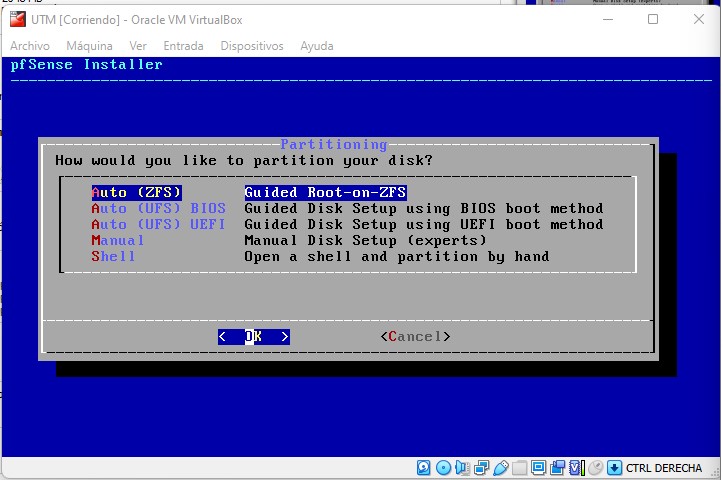 UTM [Corriendo] - Oracle VM VirtualBox
Archivo Máquina Ver Entrada Dispositivos Ayuda
pfSense Installer
Partitioning
How would you like to partition your disk?
Auto (ZFS) Guided Root-on-ZFS
Auto (UFS) BIOS Guided Disk Setup using BIOS boot method
Auto (UFS) UEFI Guided Disk Setup using UEFI boot method
Manual Manual Disk Setup (experts)
Shell Open a shell and partition by hand
< OK > <Cancel>
CTRL DERECHA